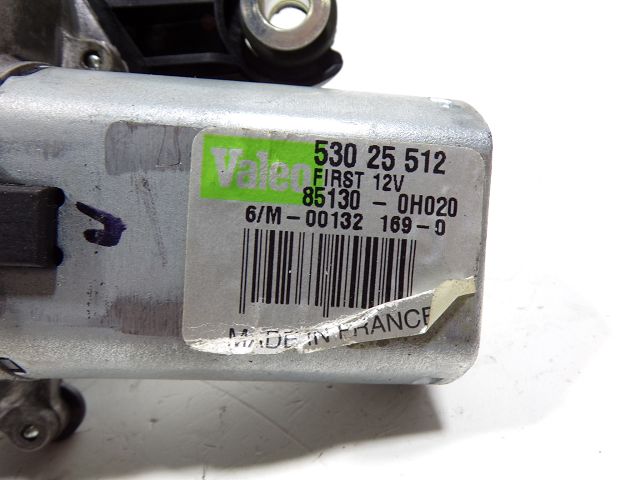 Valeo 530 25 512
FIRST 12V
85130 - 0H020
6/M-00132 169-0
MADE IN FRANCE